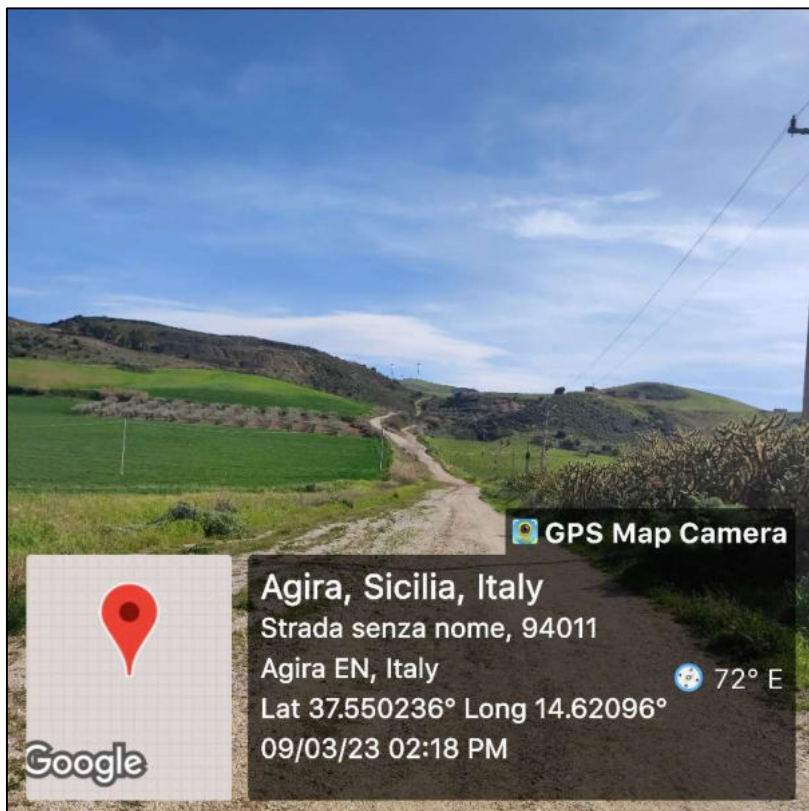 GPS Map Camera
Agira, Sicilia, Italy
Strada senza nome, 94011
Agira EN, Italy
72° E
Lat 37.550236° Long 14.62096°
09/03/23 02:18 PM
Google